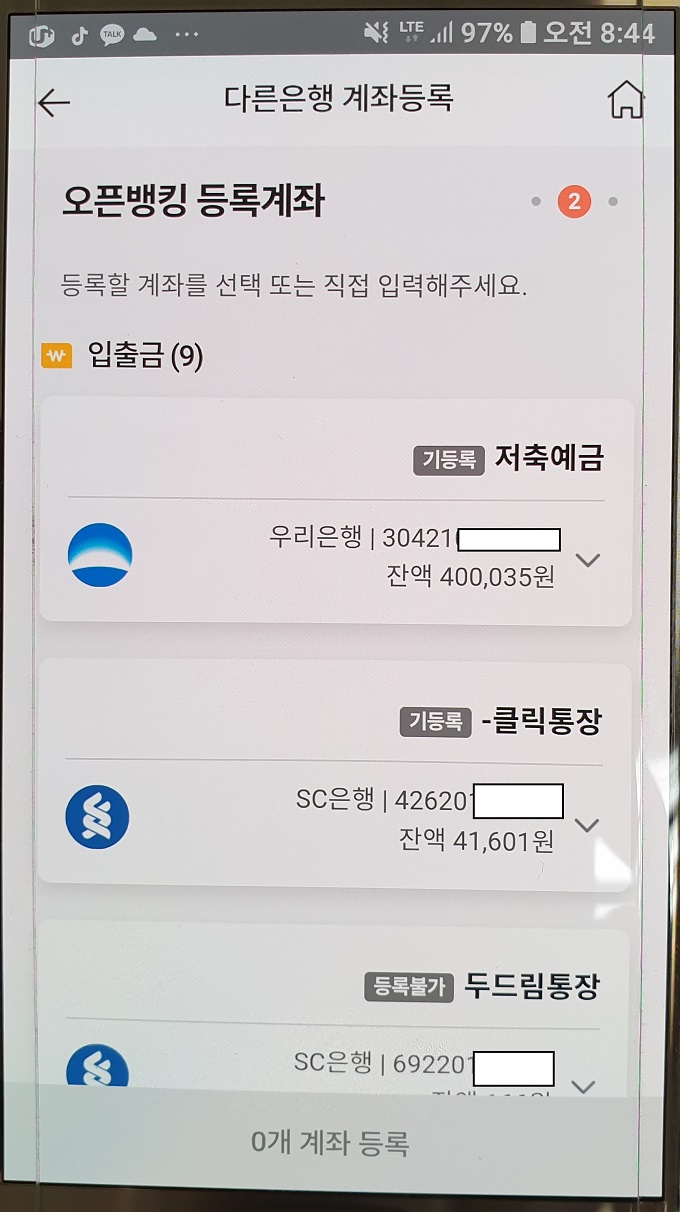 TALK ... LTE 97% 오전 8:44
다른은행 계좌등록
오픈뱅킹 등록계좌
2
등록할 계좌를 선택 또는 직접 입력해주세요.
₩ 입출금 (9)
기등록 저축예금
우리은행 | 30421
잔액 400,035원
기등록 -클릭통장
SC은행 | 426201
잔액 41,601원
등록불가 두드림통장
SC은행 | 692201
0개 계좌 등록